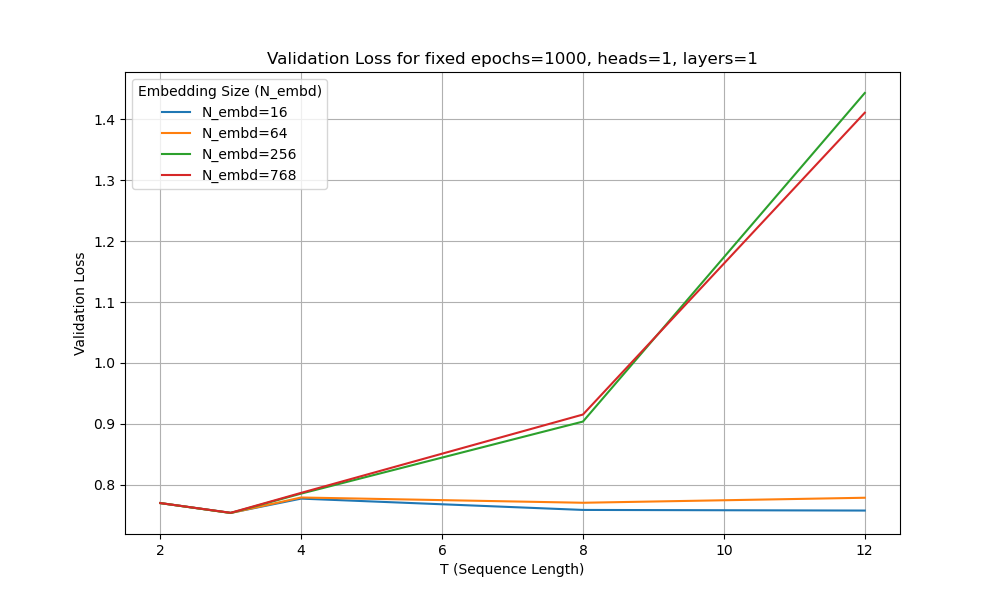 Validation Loss for fixed epochs=1000, heads=1, layers=1
Embedding Size (N_embd)
N_embd=16
N_embd=64
N_embd=256
N_embd=768
1.4
1.3
1.2
1.1
1.0
0.9
0.8
Validation Loss
2 4 6 8 10 12
T (Sequence Length)